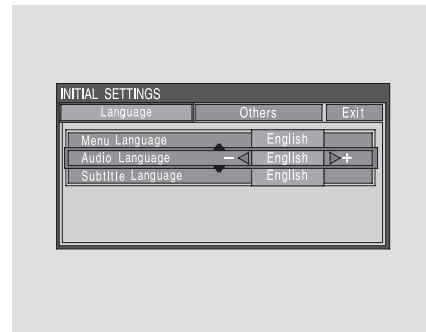 INITIAL SETTINGS
Language Others Exit
Menu Language English
Audio Language − English +
Subtitle Language English